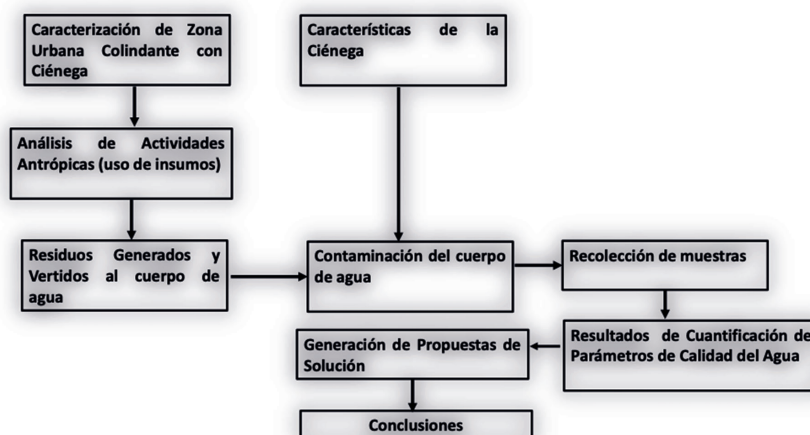 Caracterización de Zona
Urbana Colindante con
Ciénega
Características de la
Ciénega
Análisis de Actividades
Antrópicas (uso de insumos)
Residuos Generados y
Vertidos al cuerpo de
agua
Contaminación del cuerpo
de agua
Recolección de muestras
Resultados de Cuantificación de
Parámetros de Calidad del Agua
Generación de Propuestas de
Solución
Conclusiones